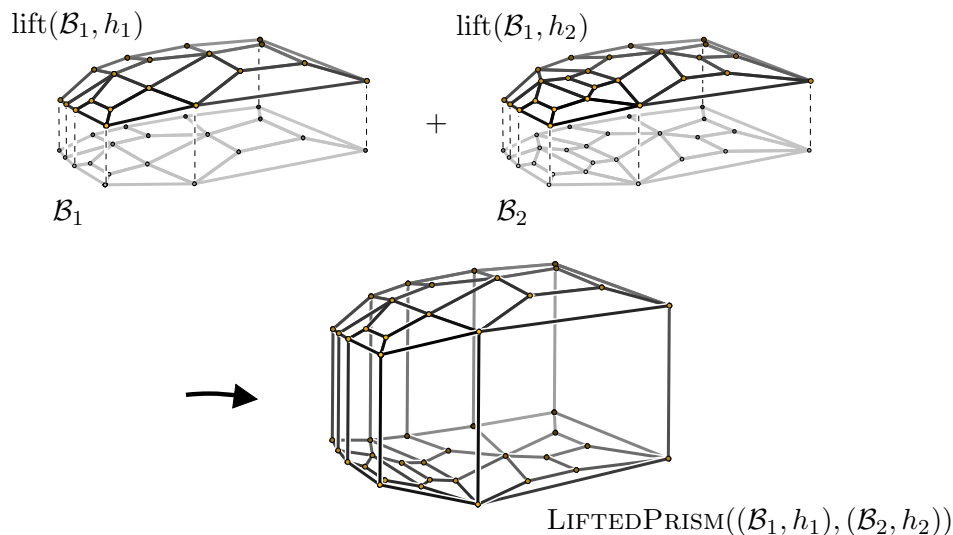 lift(ℬ₁, h₁)
lift(ℬ₁, h₂)
+
ℬ₁
ℬ₂
LIFTEDPRISM((ℬ₁, h₁), (ℬ₂, h₂))